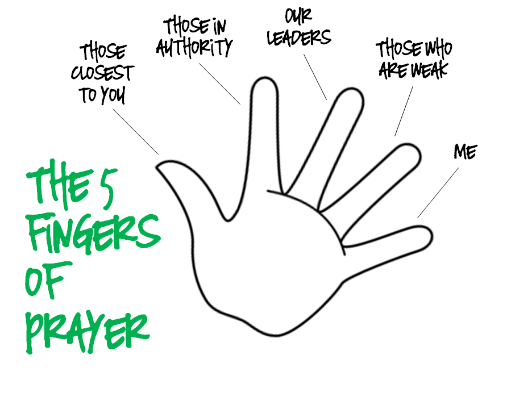 THOSE
CLOSEST
TO YOU
THOSE IN
AUTHORITY
OUR
LEADERS
THOSE WHO
ARE WEAK
ME
THE 5
FINGERS
OF
PRAYER